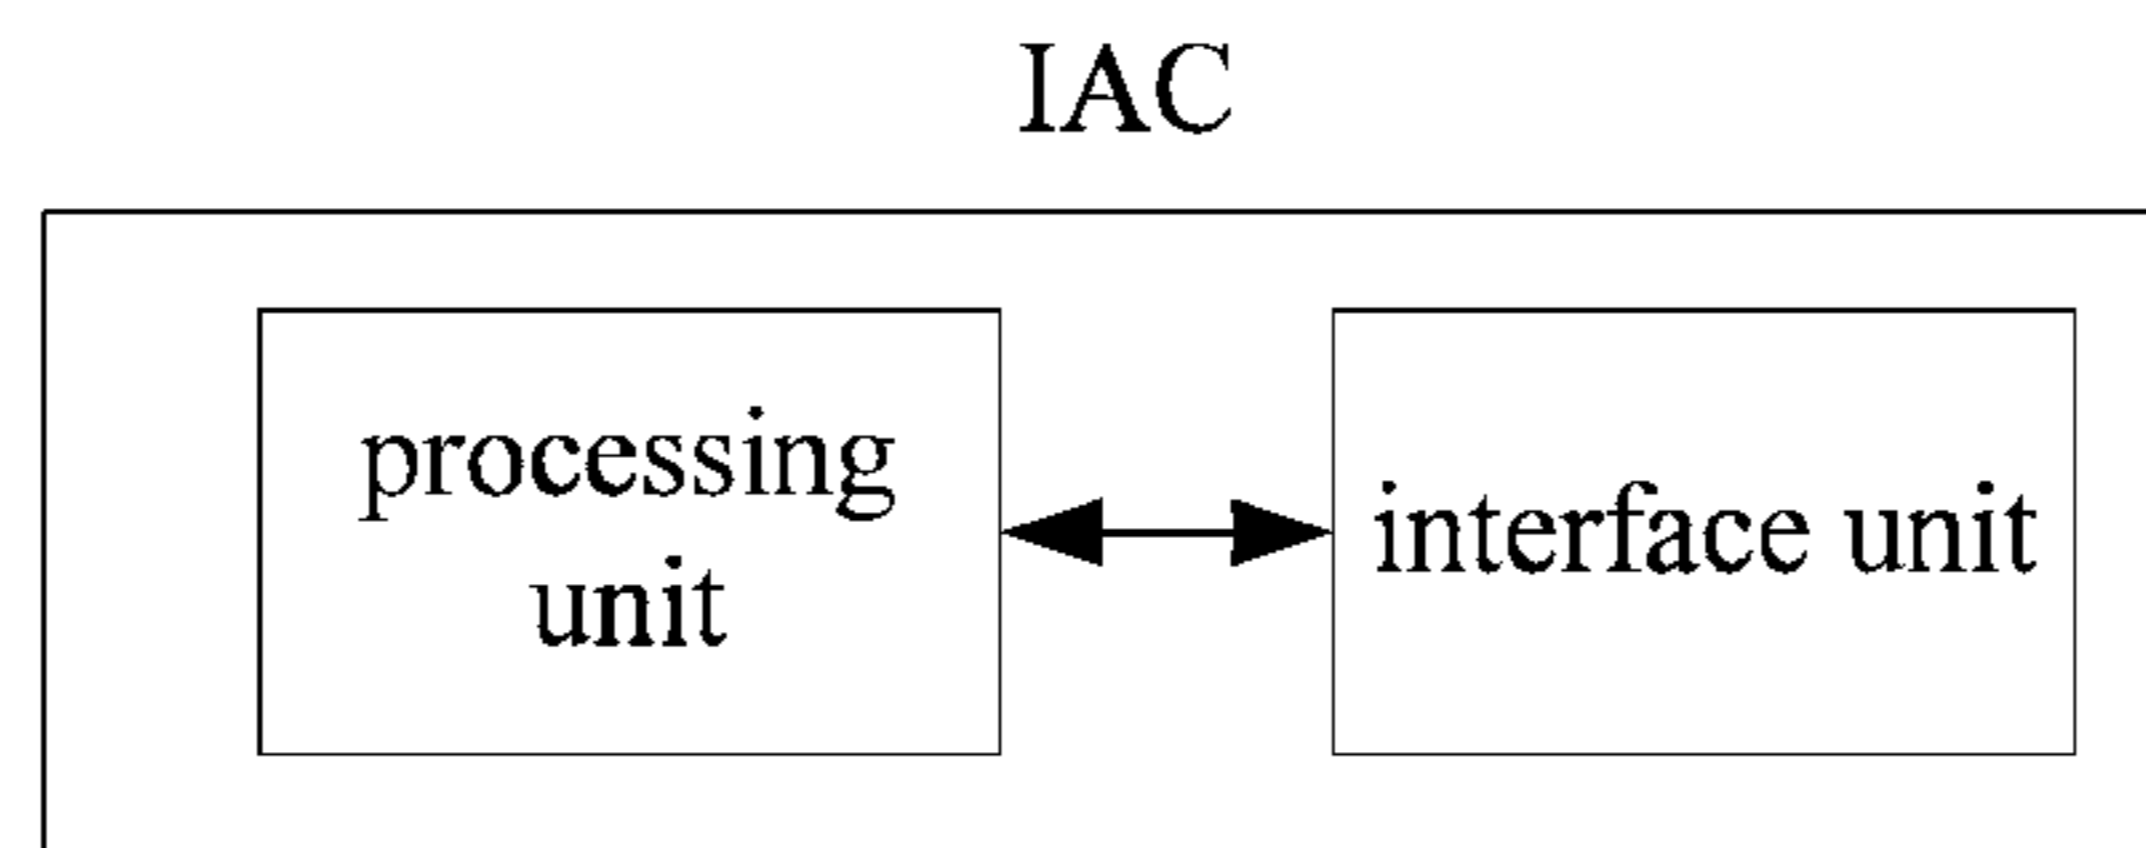 IAC
processing
unit
interface unit